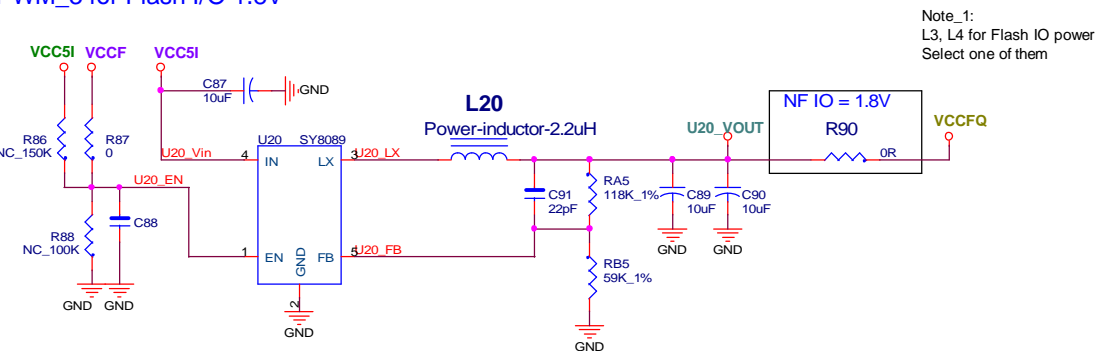 for Flash I/O 1.8V
Note_1:
L3, L4 for Flash IO power
Select one of them
VCC5I VCCF VCC5I
C87
10uF
GND
L20
Power-inductor-2.2uH
NF IO = 1.8V
R90
0R
U20_VOUT
VCCFQ
R86
NC_150K
R87
0
U20_Vin
U20 SY8089
4 IN LX 3 U20_LX
U20_EN
C88
R88
NC_100K
1 EN GND FB 5 U20_FB
2
C91
22pF
RA5
118K_1%
C89
10uF
C90
10uF
GND GND
RB5
59K_1%
GND GND
GND
GND